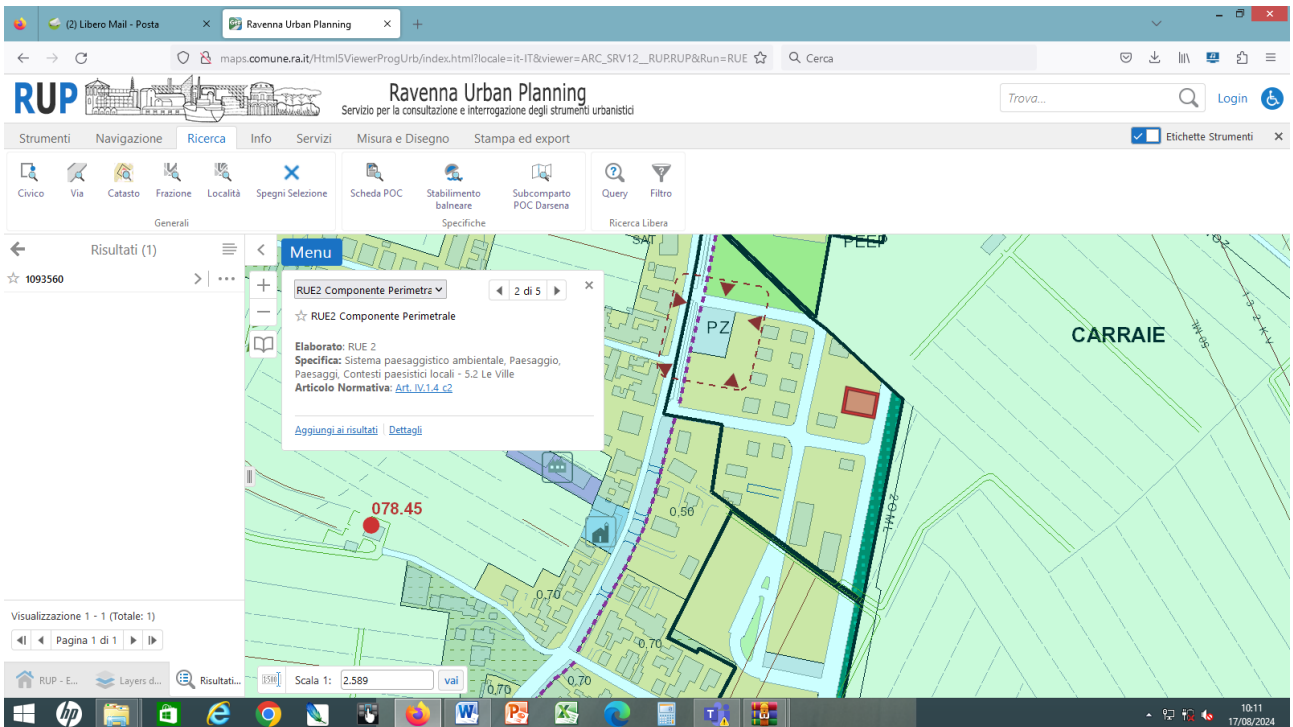 (2) Libero Mail - Posta
Ravenna Urban Planning
maps.comune.ra.it/Html5ViewerProgUrb/index.html?locale=it-IT&viewer=ARC_SRV12__RUP.RUP&Run=RUE
Cerca
RUP
Ravenna Urban Planning
Servizio per la consultazione e interrogazione degli strumenti urbanistici
Trova...
Login
Strumenti Navigazione Ricerca Info Servizi Misura e Disegno Stampa ed export
Etichette Strumenti
Civico Via Catasto Frazione Località Spegni Selezione Scheda POC Stabilimento balneare Subcomparto POC Darsena Query Filtro
Generali Specifiche Ricerca Libera
Risultati (1)
Menu
1093560
RUE2 Componente Perimetra
2 di 5
RUE2 Componente Perimetrale
Elaborato: RUE 2
Specifica: Sistema paesaggistico ambientale, Paesaggio,
Paesaggi, Contesti paesistici locali - 5.2 Le Ville
Articolo Normativa: Art. IV.1.4 c2
Aggiungi ai risultati Dettagli
SAT
PEEP
PZ
CARRAIE
132 KV
50 ML
20 ML
078.45
0,50
0,70
0,70
0,70
0,70
Visualizzazione 1 - 1 (Totale: 1)
Pagina 1 di 1
RUP - E...
Layers d...
Risultati...
Scala 1: 2.589 vai
10:11
17/08/2024